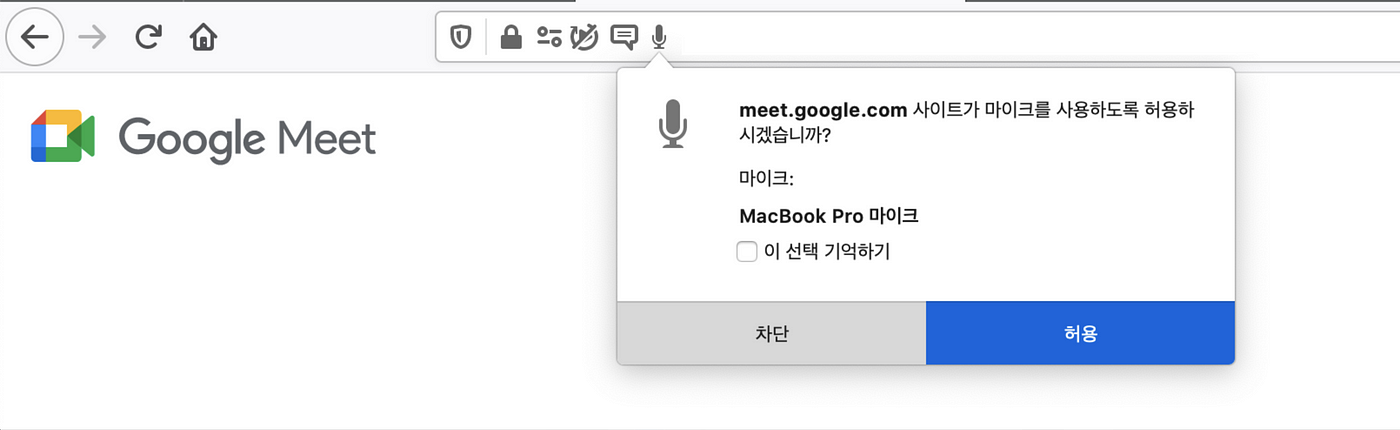 Google Meet
meet.google.com 사이트가 마이크를 사용하도록 허용하
시겠습니까?
마이크:
MacBook Pro 마이크
이 선택 기억하기
차단
허용